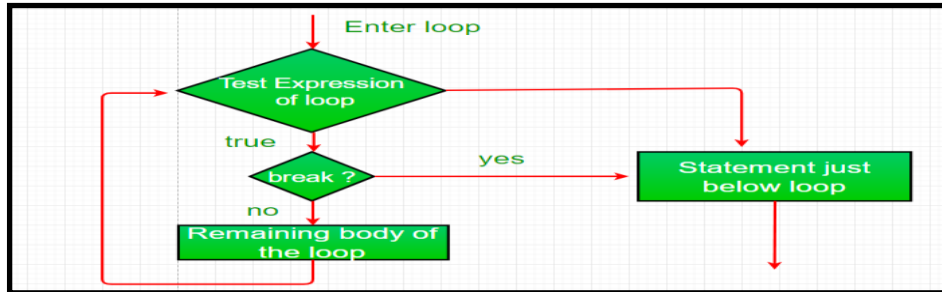 Enter loop
Test Expression
of loop
true
break ?
yes
Statement just
below loop
no
Remaining body of
the loop